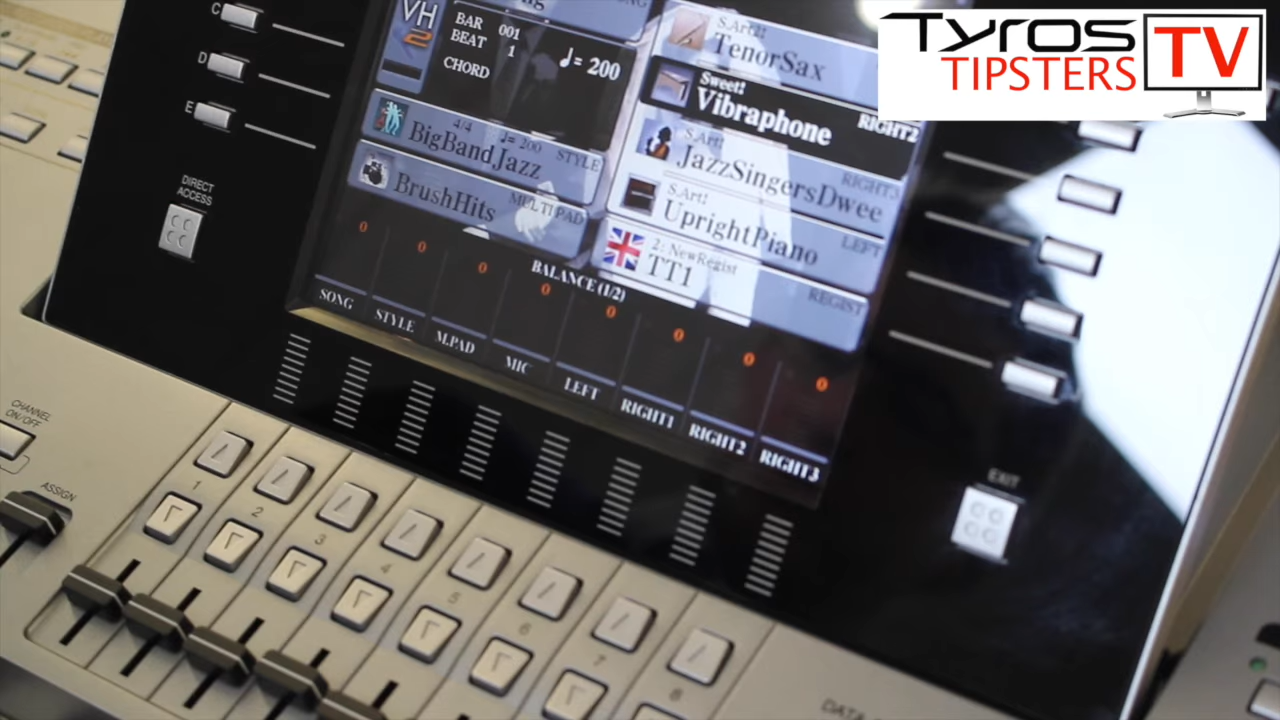 Tyros
TIPSTERS
TV
C
D
E
DIRECT
ACCESS
VH
2
BAR 001
BEAT 1
CHORD
♩= 200
4/4 ♩= 200 STYLE
BigBandJazz
MULTI PAD
BrushHits
S.Art2!
TenorSax
Sweet!
Vibraphone
RIGHT2
S.Art!
JazzSingersDwee
RIGHT3
S.Art!
UprightPiano
LEFT
2: NewRegist
TT1
REGIST
BALANCE (1/2)
0 0 0 0 0 0 0 0
SONG STYLE M.PAD MIC LEFT RIGHT1 RIGHT2 RIGHT3
EXIT
CHANNEL
ON/OFF
ASSIGN
1 2 3 4 5 6 7 8
DATA